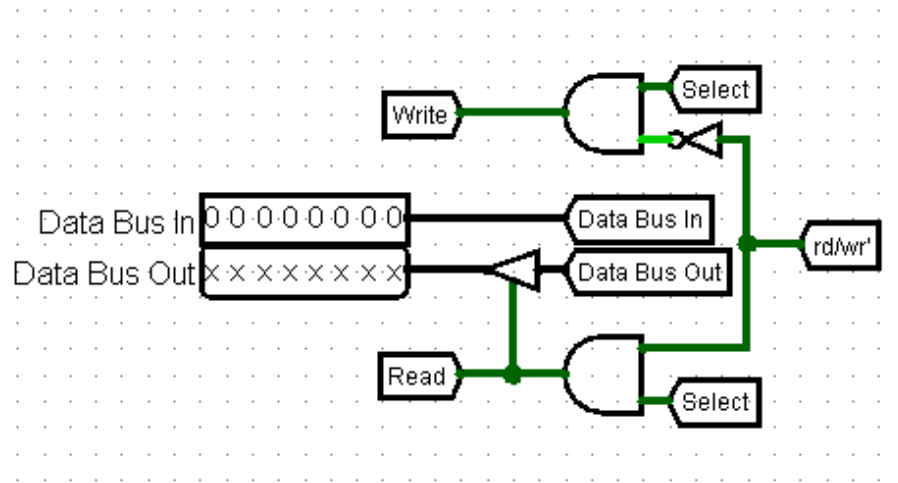 Select
Write
Data Bus In 0 0 0 0 0 0 0 0 Data Bus In
rd/wr'
Data Bus Out x x x x x x x x Data Bus Out
Read
Select